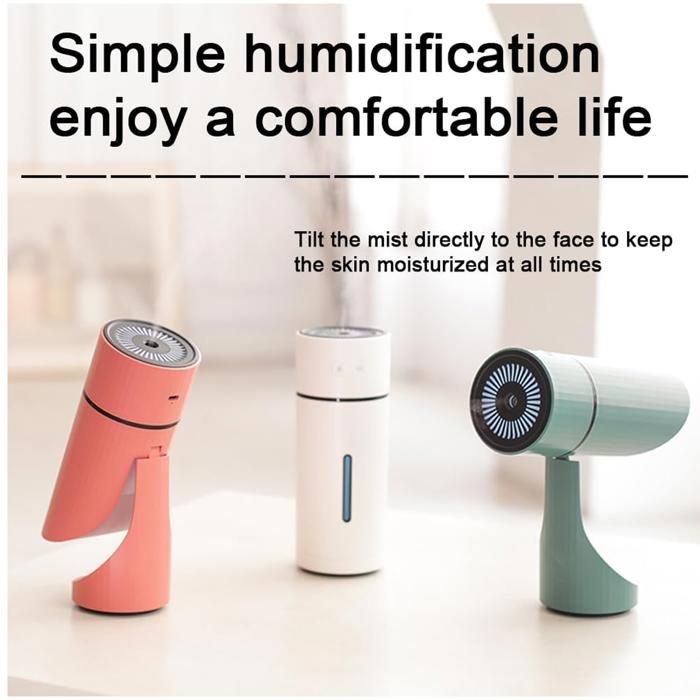 Simple humidification
enjoy a comfortable life
Tilt the mist directly to the face to keep
the skin moisturized at all times